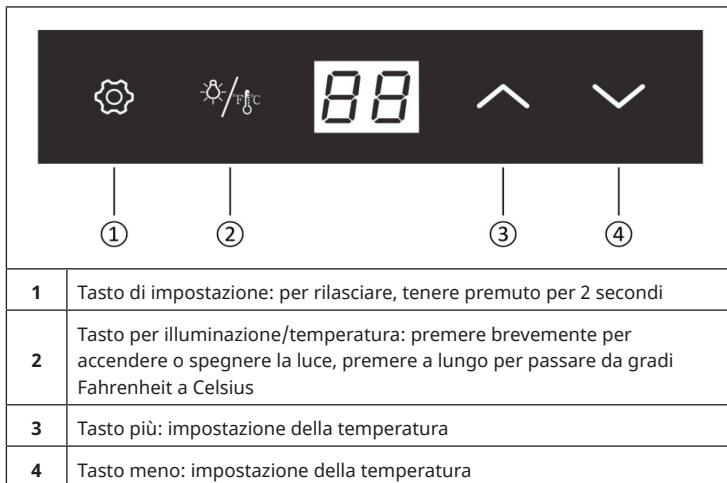 °F °C
88
① ② ③ ④
1 Tasto di impostazione: per rilasciare, tenere premuto per 2 secondi
2 Tasto per illuminazione/temperatura: premere brevemente per
accendere o spegnere la luce, premere a lungo per passare da gradi
Fahrenheit a Celsius
3 Tasto più: impostazione della temperatura
4 Tasto meno: impostazione della temperatura